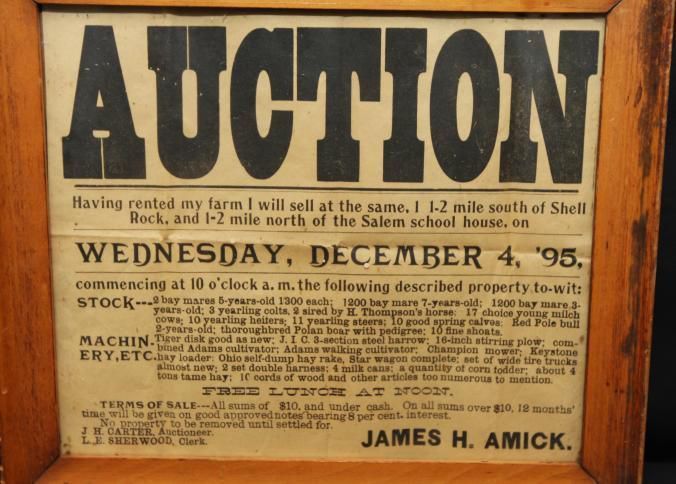 AUCTION
Having rented my farm I will sell at the same, 1 1-2 mile south of Shell
Rock, and 1-2 mile north of the Salem school house, on
WEDNESDAY, DECEMBER 4, '95,
commencing at 10 o'clock a. m. the following described property to-wit:
STOCK---2 bay mares 5-years-old 1300 each; 1200 bay mare 7-years-old; 1200 bay mare 3-
years-old; 3 yearling colts, 2 sired by H. Thompson's horse; 17 choice young milch
cows; 10 yearling heifers; 11 yearling steers; 10 good spring calves; Red Pole bull
2-years-old; thoroughbred Polan boar with pedigree; 10 fine shoats.
MACHIN-
ERY,ETC.
Tiger disk good as new; J. I. C. 3-section steel harrow; 16-inch stirring plow; com-
bined Adams cultivator; Adams walking cultivator; Champion mower; Keystone
hay loader; Ohio self-dump hay rake, Star wagon complete; set of wide tire trucks
almost new; 2 set double harness; 4 milk cans; a quantity of corn fodder; about 4
tons tame hay; 10 cords of wood and other articles too numerous to mention.
FREE LUNCH AT NOON.
TERMS OF SALE---All sums of $10. and under cash. On all sums over $10, 12 months'
time will be given on good approved notes bearing 8 per cent. interest.
No property to be removed until settled for.
J. H. CARTER, Auctioneer.
L. E. SHERWOOD, Clerk.
JAMES H. AMICK.